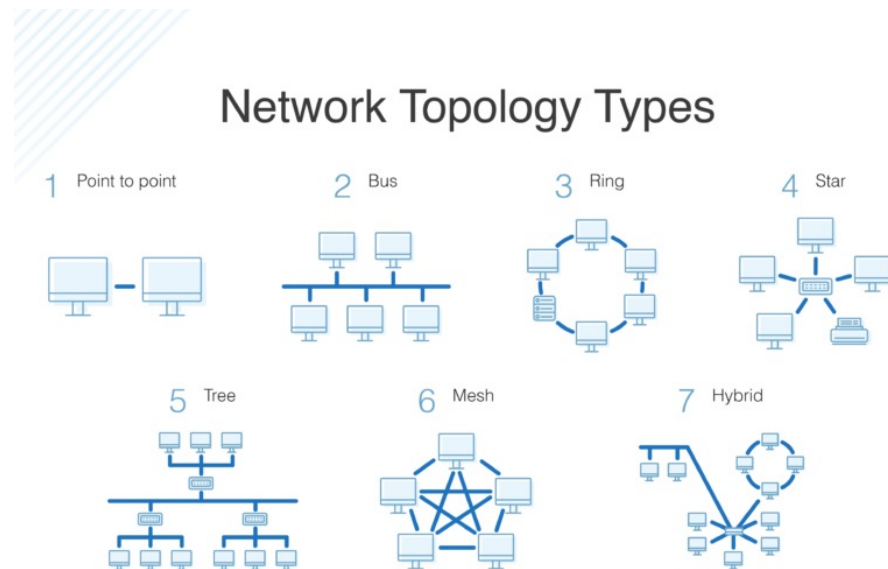 Network Topology Types
1 Point to point
2 Bus
3 Ring
4 Star
5 Tree
6 Mesh
7 Hybrid